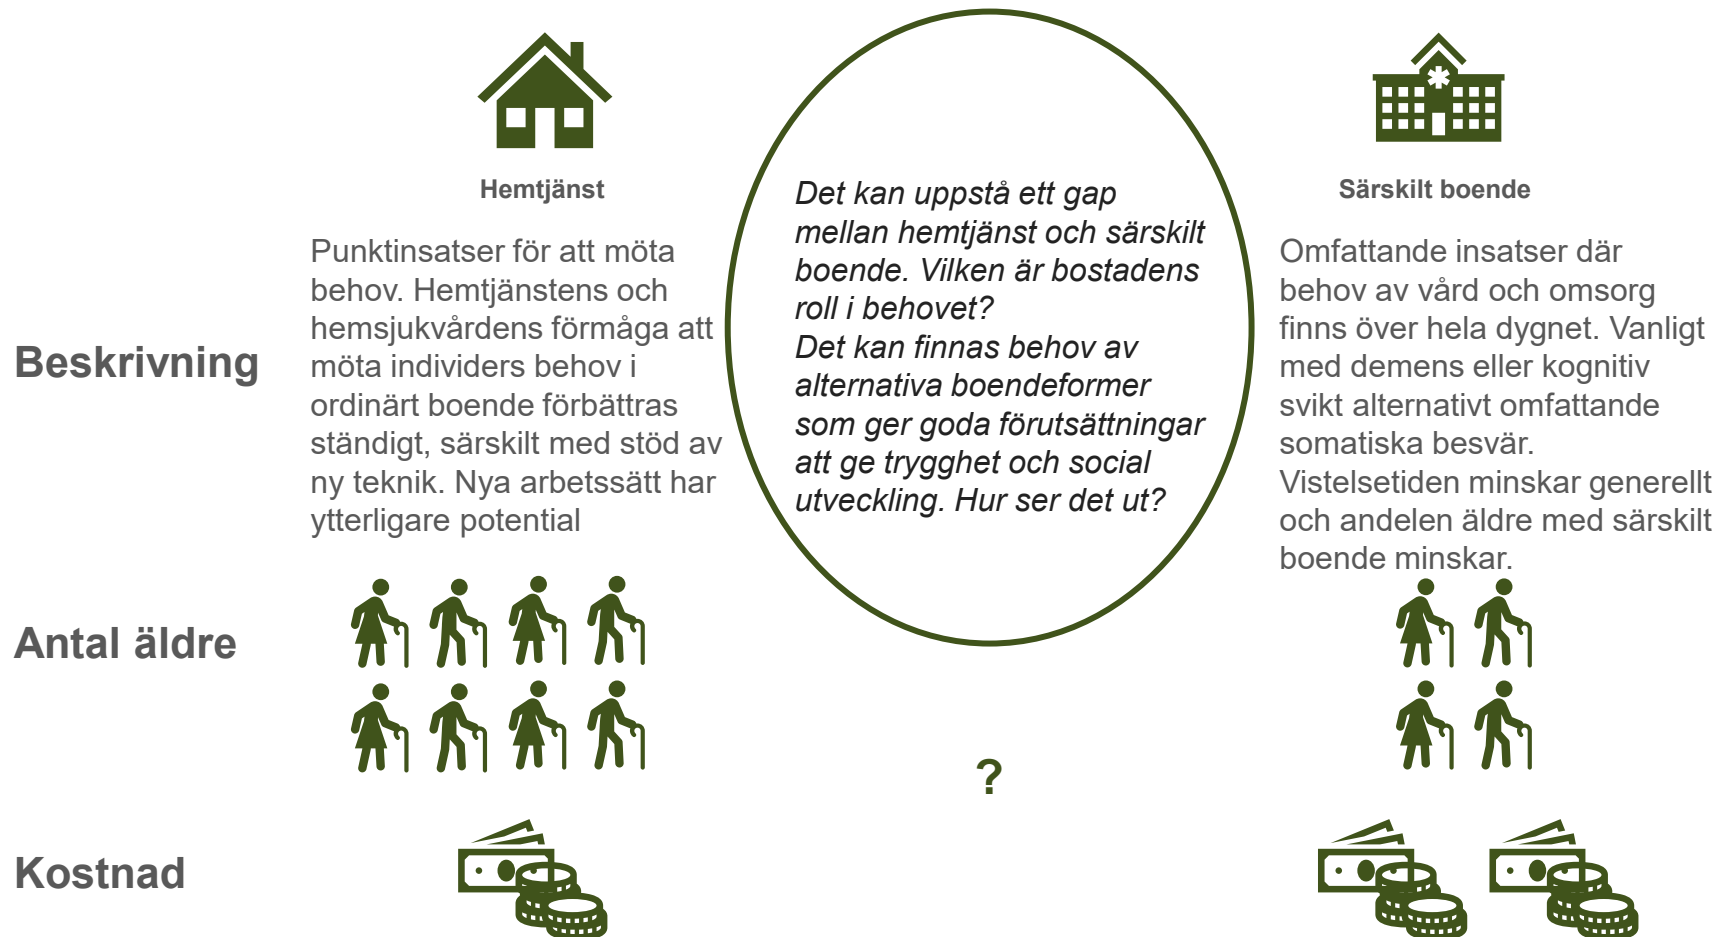 Hemtjänst
Särskilt boende
Beskrivning
Punktinsatser för att möta
behov. Hemtjänstens och
hemsjukvårdens förmåga att
möta individers behov i
ordinärt boende förbättras
ständigt, särskilt med stöd av
ny teknik. Nya arbetssätt har
ytterligare potential
Det kan uppstå ett gap
mellan hemtjänst och särskilt
boende. Vilken är bostadens
roll i behovet?
Det kan finnas behov av
alternativa boendeformer
som ger goda förutsättningar
att ge trygghet och social
utveckling. Hur ser det ut?
Omfattande insatser där
behov av vård och omsorg
finns över hela dygnet. Vanligt
med demens eller kognitiv
svikt alternativt omfattande
somatiska besvär.
Vistelsetiden minskar generellt
och andelen äldre med särskilt
boende minskar.
Antal äldre
?
Kostnad